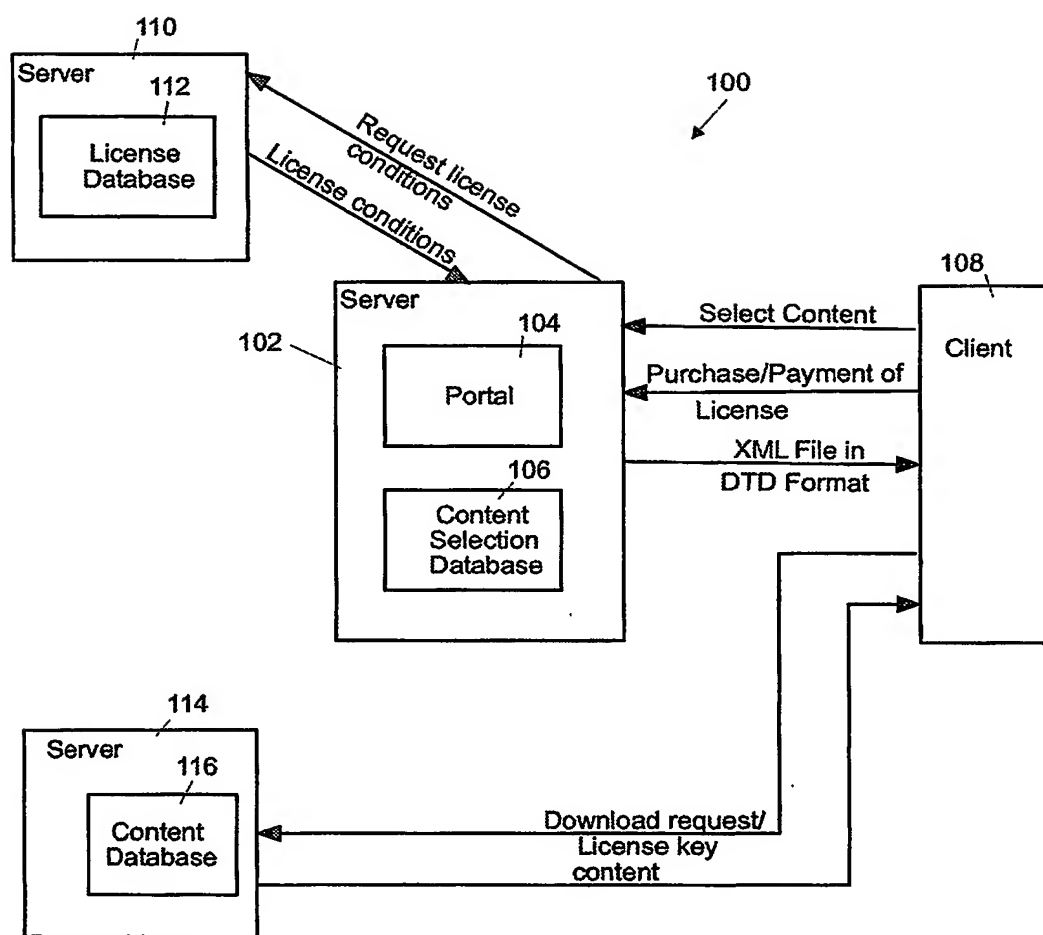 110
Server
112
License
Database
100
Request license
conditions
License conditions
108
Client
Server
102
104
Portal
106
Content
Selection
Database
Select Content
Purchase/Payment of
License
XML File in
DTD Format
114
Server
116
Content
Database
Download request/
License key
content